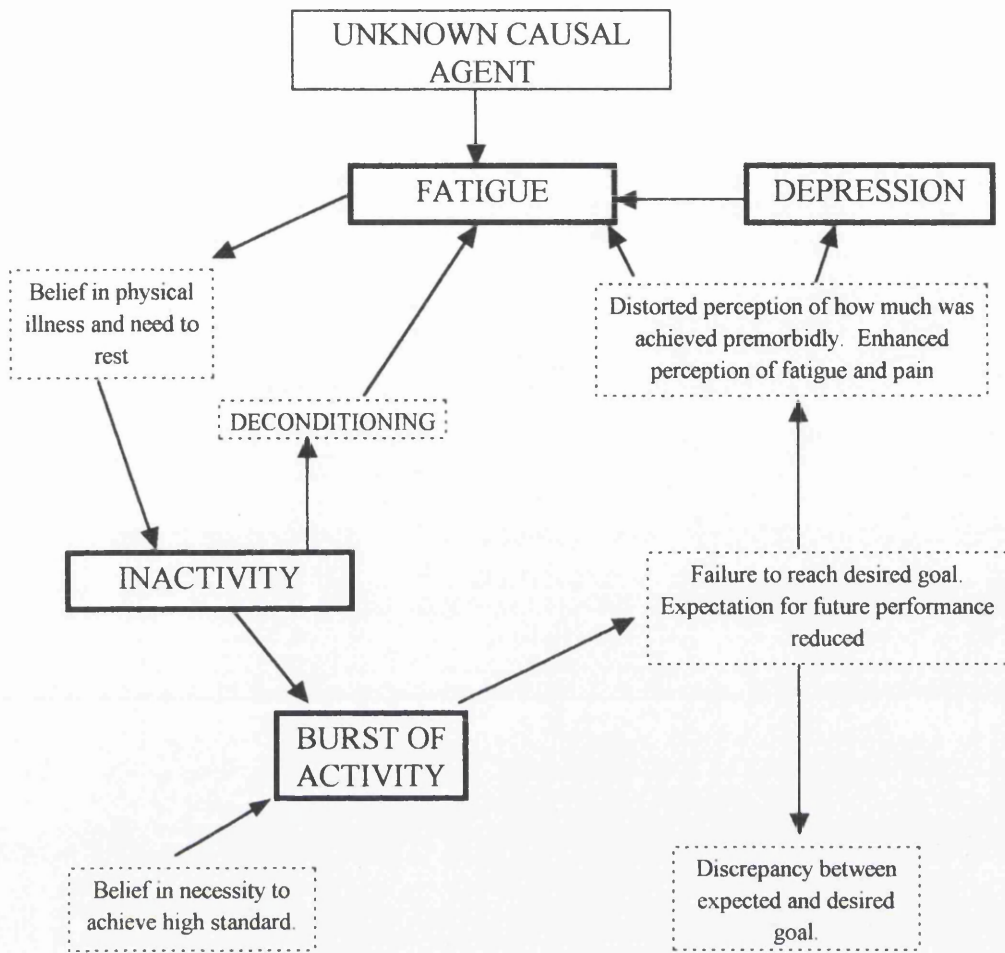 UNKNOWN CAUSAL
AGENT
FATIGUE
DEPRESSION
Belief in physical
illness and need to
rest
Distorted perception of how much was
achieved premorbidly. Enhanced
perception of fatigue and pain
DECONDITIONING
INACTIVITY
Failure to reach desired goal.
Expectation for future performance
reduced
BURST OF
ACTIVITY
Belief in necessity to
achieve high standard.
Discrepancy between
expected and desired
goal.